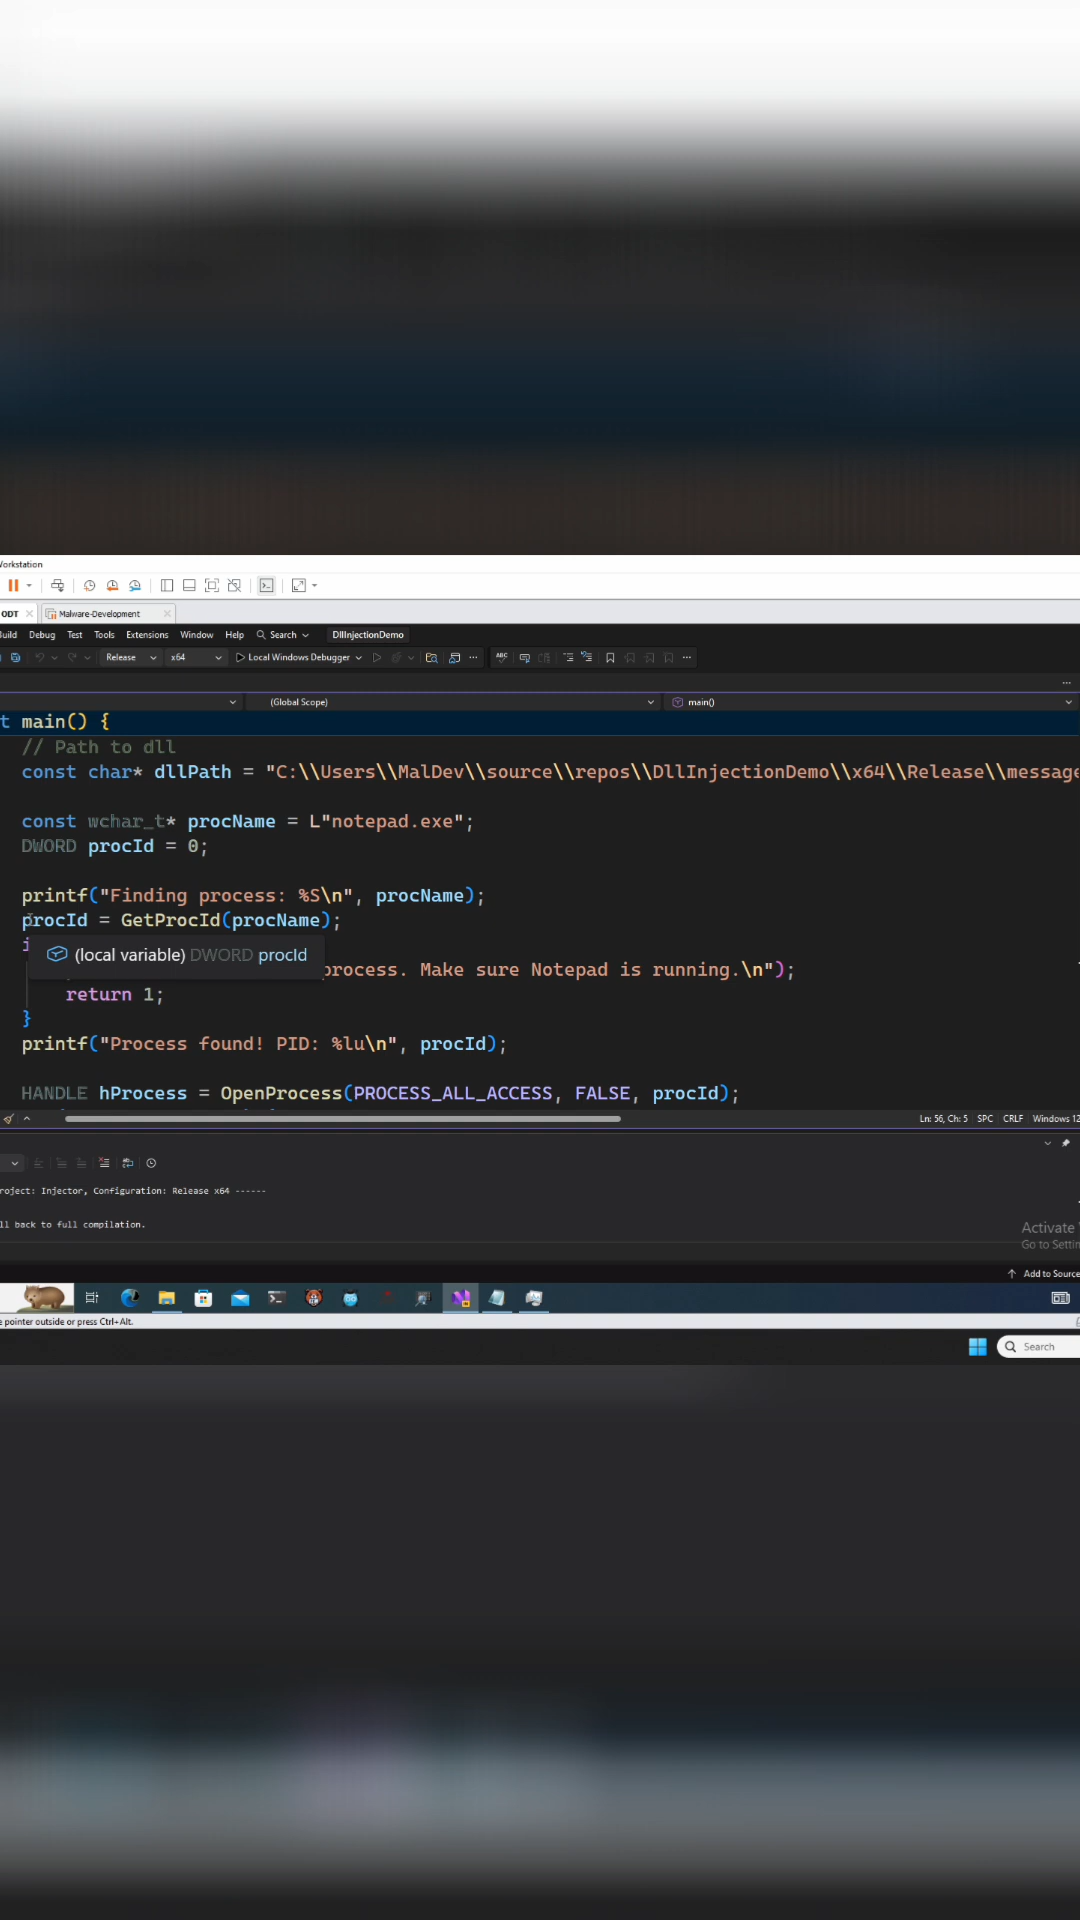 Workstation
ODT
Malware-Development
Build Debug Test Tools Extensions Window Help Search DllInjectionDemo
Release x64 Local Windows Debugger
(Global Scope) main()
t main() {
// Path to dll
const char* dllPath = "C:\\Users\\MalDev\\source\\repos\\DllInjectionDemo\\x64\\Release\\message
const wchar_t* procName = L"notepad.exe";
DWORD procId = 0;
printf("Finding process: %S\n", procName);
procId = GetProcId(procName);
i
(local variable) DWORD procId
process. Make sure Notepad is running.\n");
return 1;
}
printf("Process found! PID: %lu\n", procId);
HANDLE hProcess = OpenProcess(PROCESS_ALL_ACCESS, FALSE, procId);
Ln: 56, Ch: 5 SPC CRLF Windows 12
roject: Injector, Configuration: Release x64 ------
ll back to full compilation.
Activate
Go to Settin
Add to Source
e pointer outside or press Ctrl+Alt.
Search